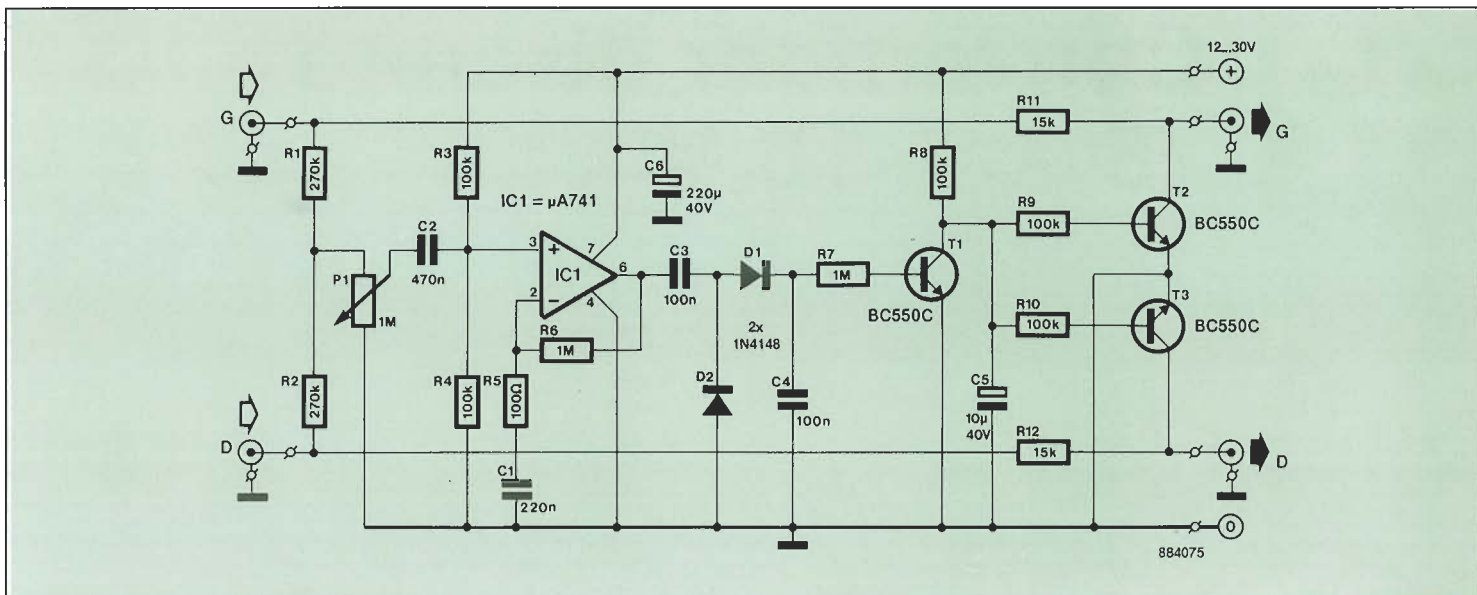 12...30V
+
G
R11
15k
G
R1
270k
R3
100k
R8
100k
C6
220µ
40V
IC1 = µA741
T2
R9
100k
BC550C
C2
470n
3
+
7
IC1
6
2
−
4
C3
100n
D1
R7
1M
T1
BC550C
P1
1M
R6
1M
2x
1N4148
R10
100k
T3
BC550C
R2
270k
R4
100k
R5
100Ω
D2
C4
100n
C5
10µ
40V
D
R12
15k
D
C1
220n
0
884075